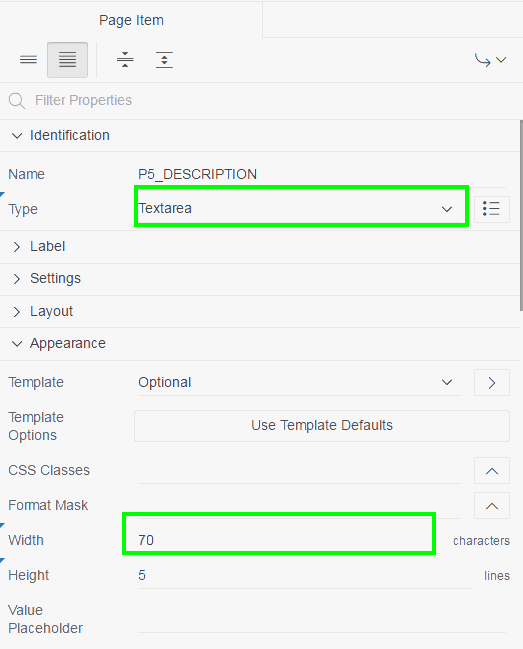 Page Item
Filter Properties
Identification
Name P5_DESCRIPTION
Type Textarea
Label
Settings
Layout
Appearance
Template Optional
Template
Options Use Template Defaults
CSS Classes
Format Mask
Width 70 characters
Height 5 lines
Value
Placeholder